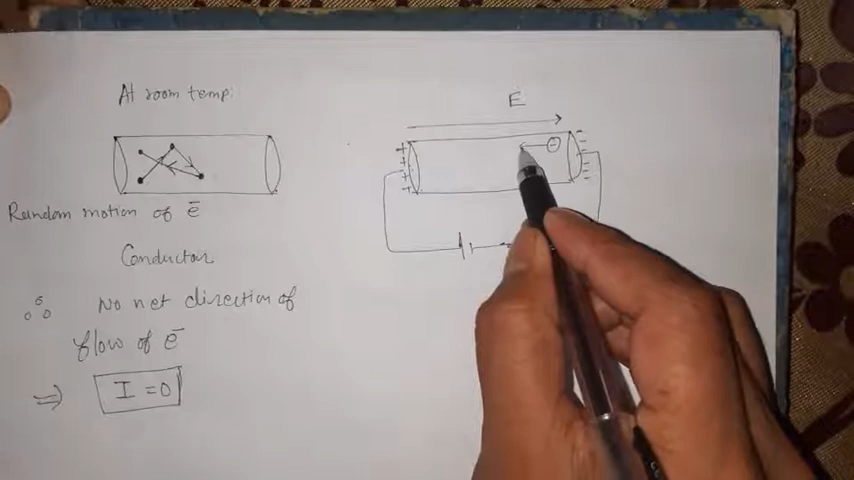 At room temp:
Random motion of ē
Conductor
∴ No net direction of
flow of ē
⇒ I = 0
E
+ + + +
- - - - -
⊖